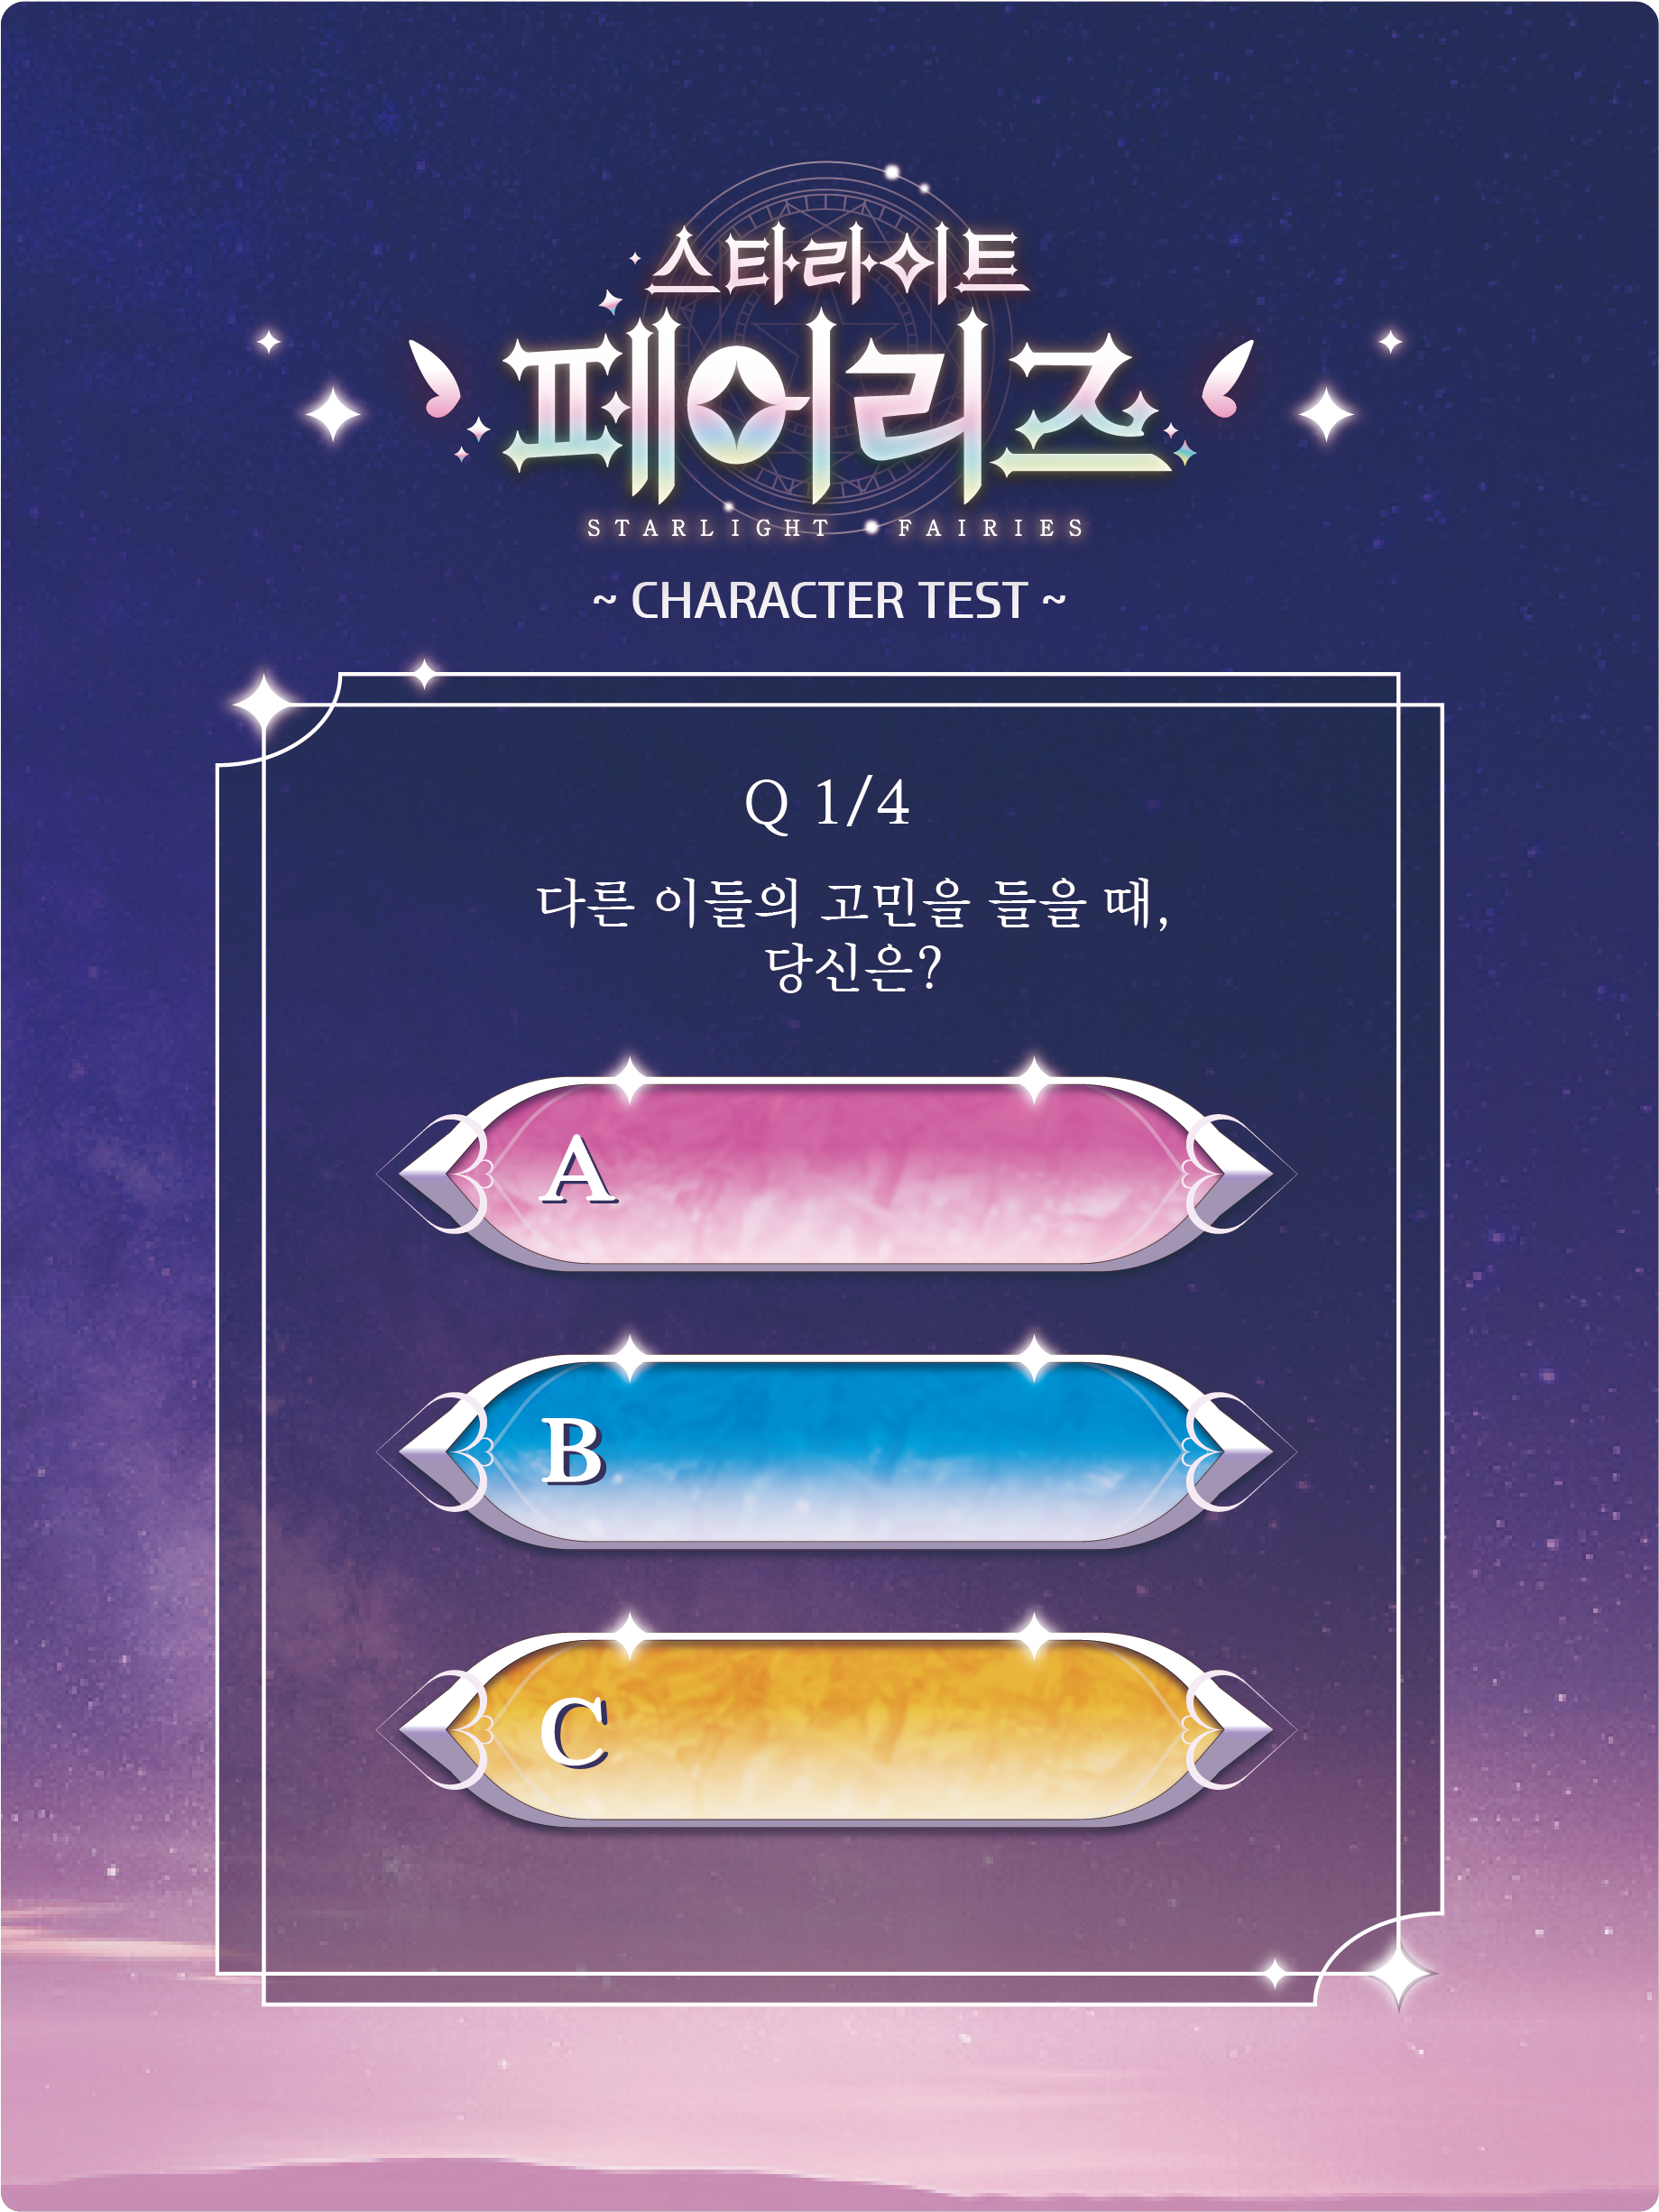 스타라이트
페어리즈
STARLIGHT FAIRIES
~ CHARACTER TEST ~
Q 1/4
다른 이들의 고민을 들을 때,
당신은?
A
B
C